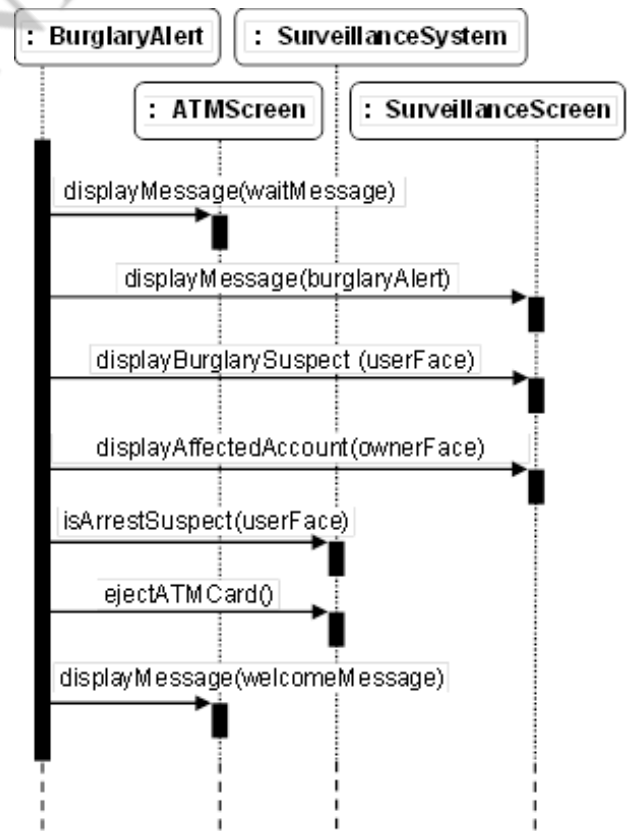 : BurglaryAlert
: SurveillanceSystem
: ATMScreen
: SurveillanceScreen
displayMessage(waitMessage)
displayMessage(burglaryAlert)
displayBurglarySuspect (userFace)
displayAffectedAccount(ownerFace)
isArrestSuspect(userFace)
ejectATMCard()
displayMessage(welcomeMessage)